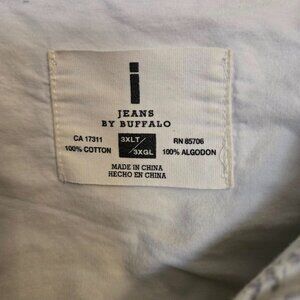 i
JEANS
BY BUFFALO
CA 17311 3XLT/ RN 85706
100% COTTON 3XGL 100% ALGODON
MADE IN CHINA
HECHO EN CHINA